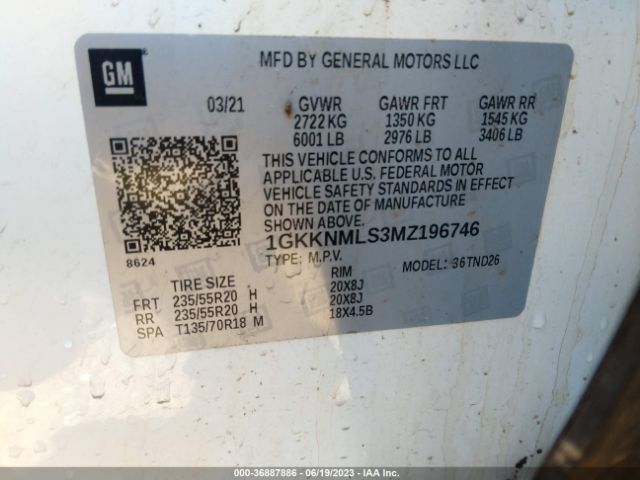 GM
MFD BY GENERAL MOTORS LLC
03/21 GVWR GAWR FRT GAWR RR
2722 KG 1350 KG 1545 KG
6001 LB 2976 LB 3406 LB
THIS VEHICLE CONFORMS TO ALL
APPLICABLE U.S. FEDERAL MOTOR
VEHICLE SAFETY STANDARDS IN EFFECT
ON THE DATE OF MANUFACTURE
SHOWN ABOVE.
1GKKNMLS3MZ196746
8624
TYPE: M.P.V. MODEL: 36TND26
TIRE SIZE RIM
FRT 235/55R20 H 20X8J
RR 235/55R20 H 20X8J
SPA T135/70R18 M 18X4.5B
000-36887886 - 06/19/2023 - IAA Inc.